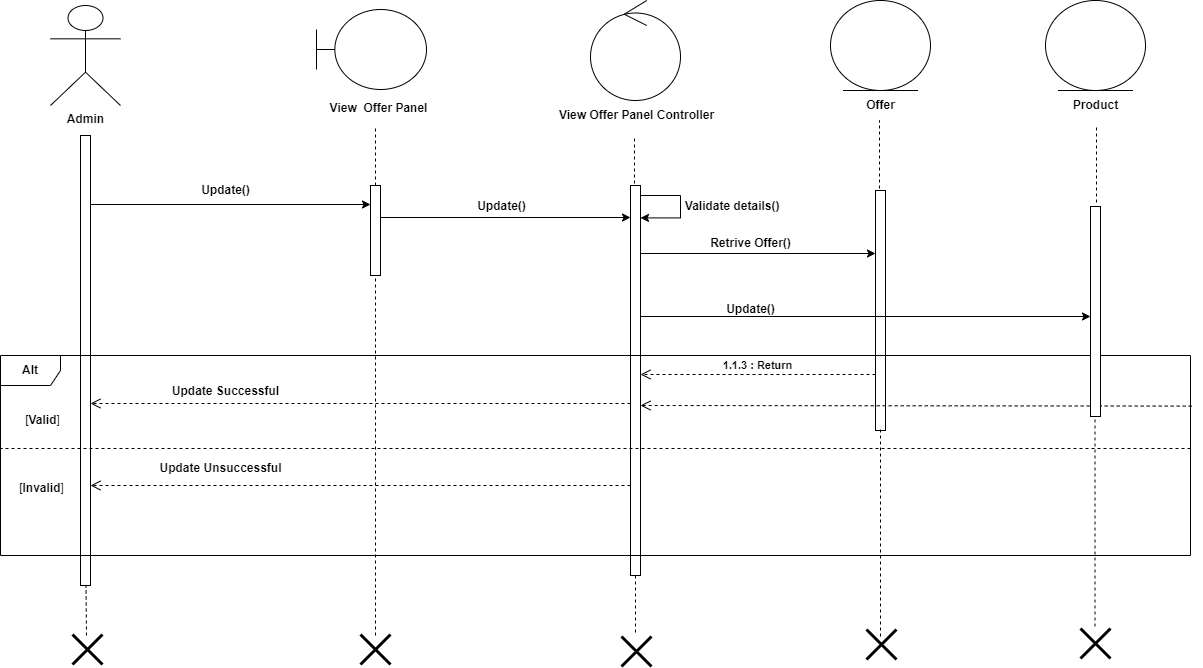 Admin
View  Offer Panel
View Offer Panel Controller
Offer
Product
Update()
Update()
Validate details()
Retrive Offer()
Update()
Alt
1.1.3 : Return
Update Successful
[Valid]
Update Unsuccessful
[Invalid]